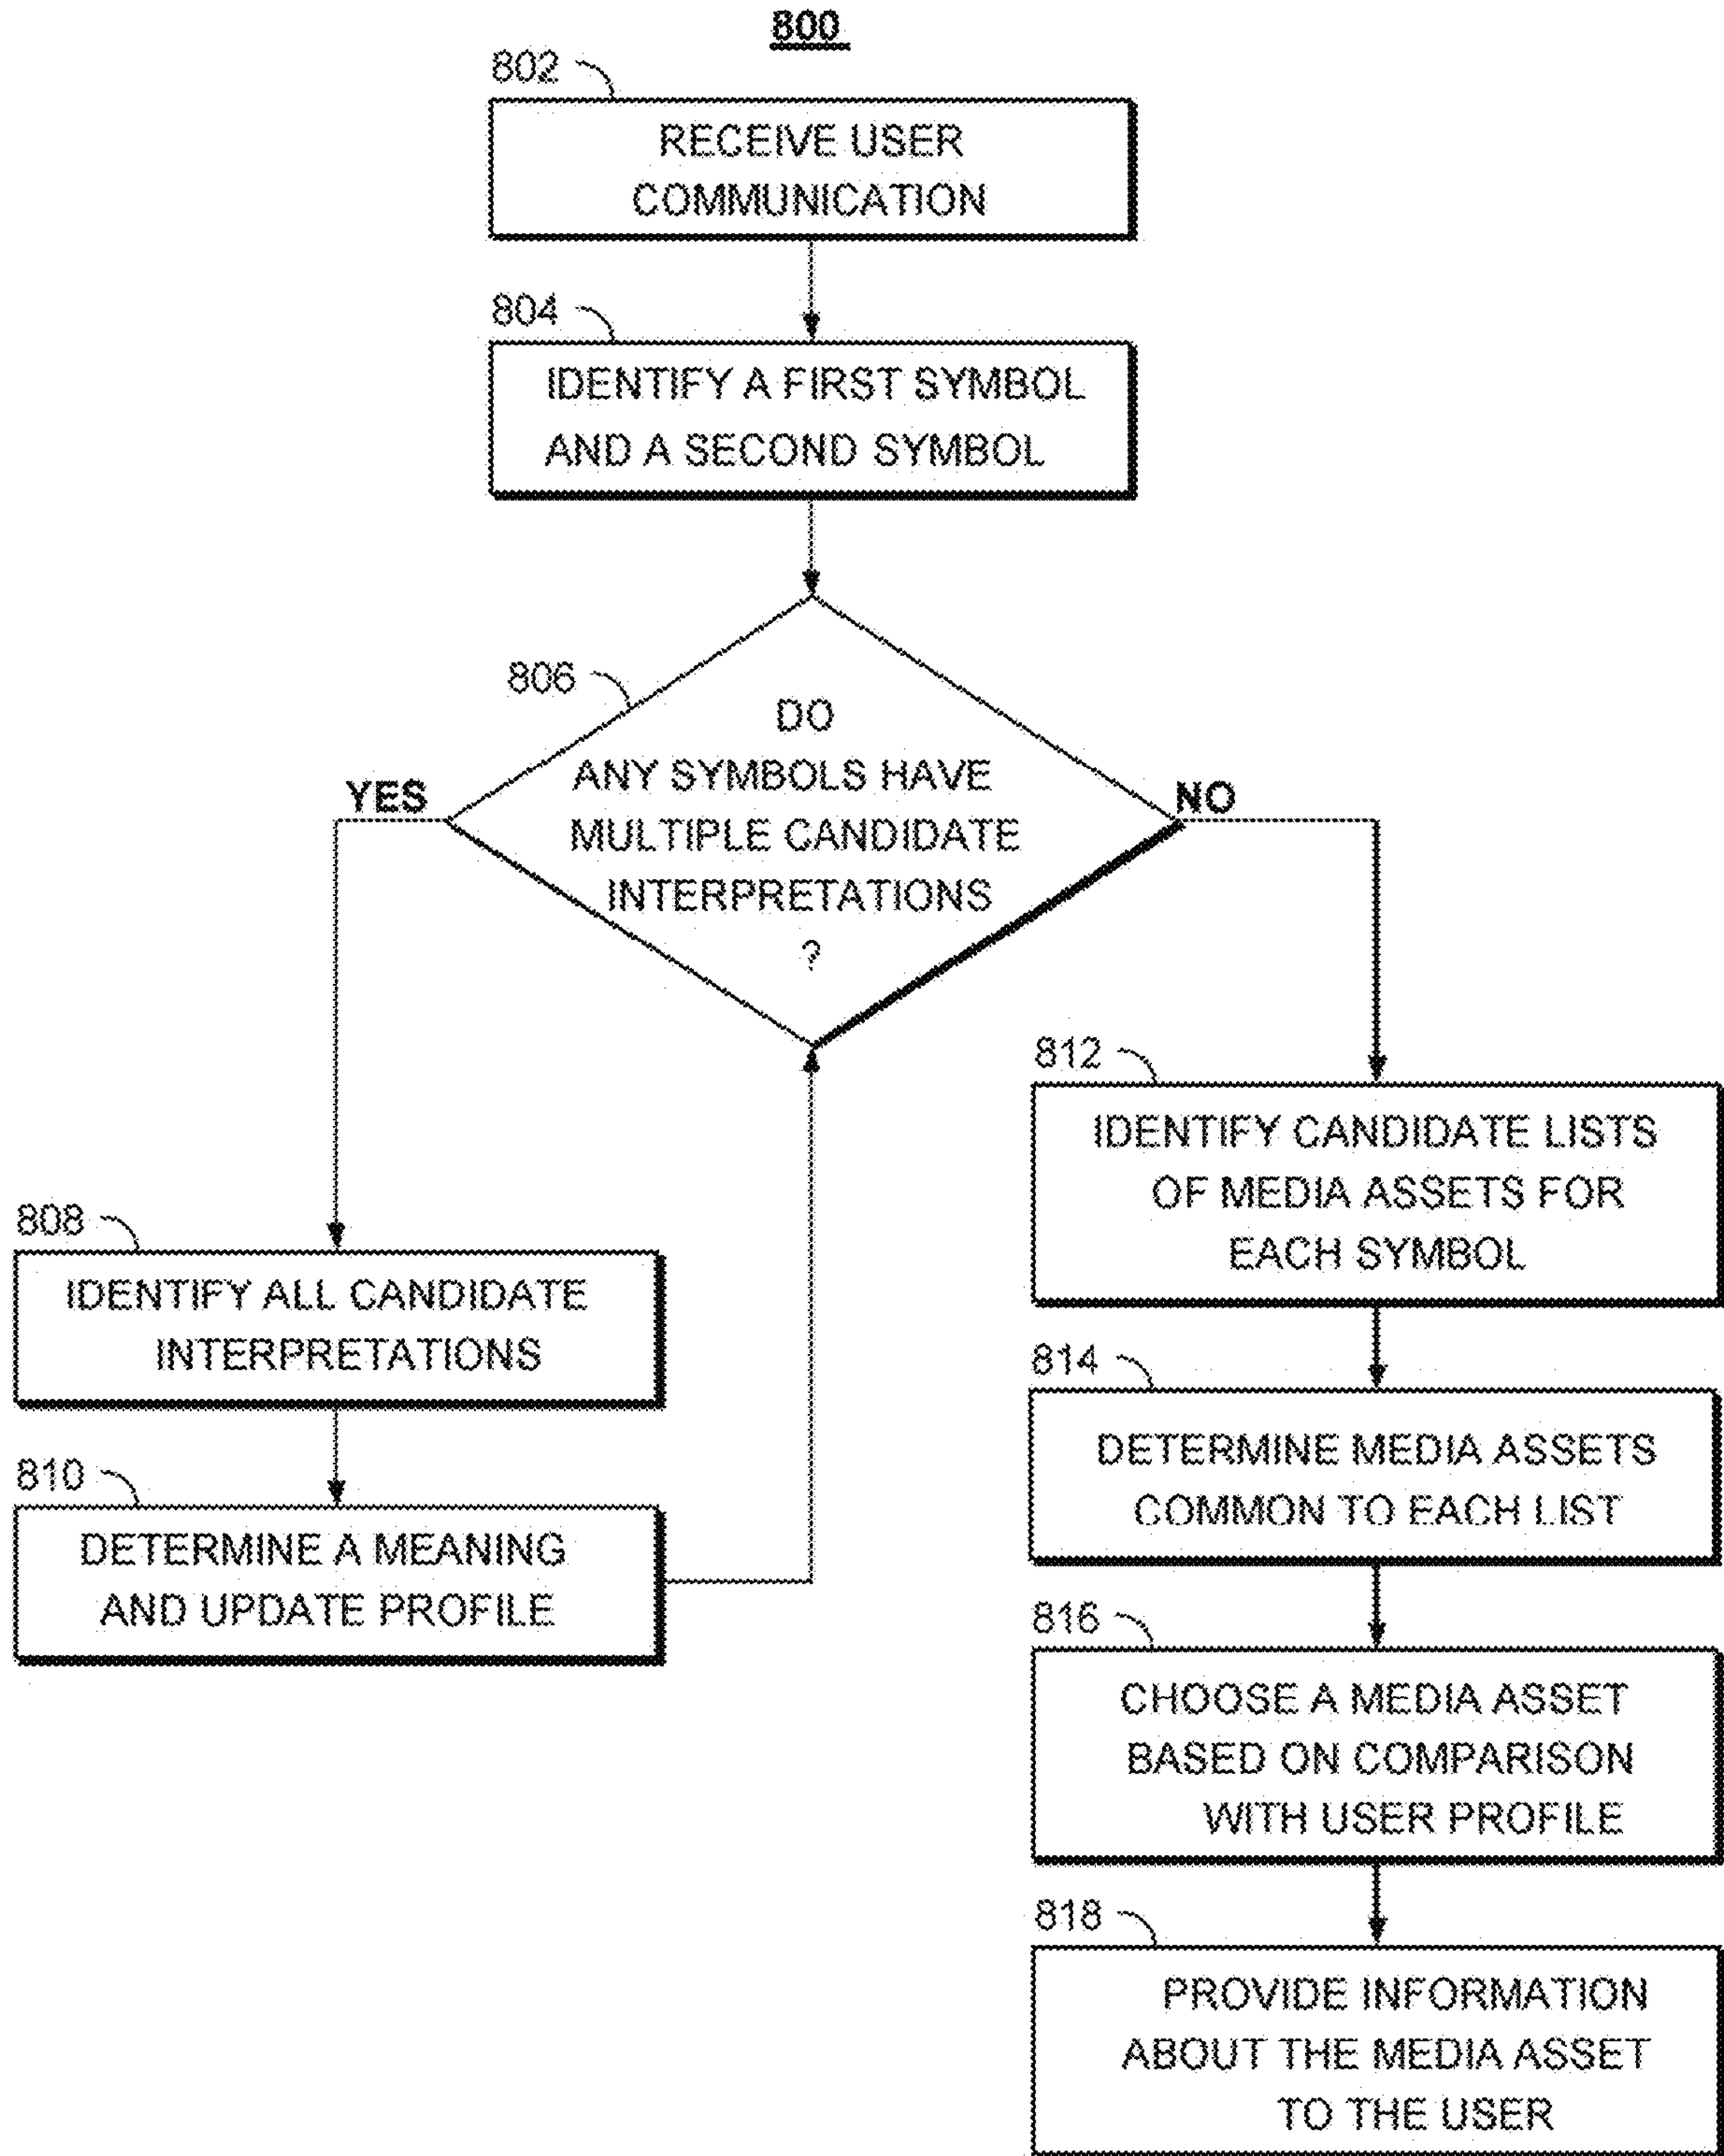 800
802
RECEIVE USER
COMMUNICATION
804
IDENTIFY A FIRST SYMBOL
AND A SECOND SYMBOL
806
DO
ANY SYMBOLS HAVE
MULTIPLE CANDIDATE
INTERPRETATIONS
?
YES
NO
808
IDENTIFY ALL CANDIDATE
INTERPRETATIONS
810
DETERMINE A MEANING
AND UPDATE PROFILE
812
IDENTIFY CANDIDATE LISTS
OF MEDIA ASSETS FOR
EACH SYMBOL
814
DETERMINE MEDIA ASSETS
COMMON TO EACH LIST
816
CHOOSE A MEDIA ASSET
BASED ON COMPARISON
WITH USER PROFILE
818
PROVIDE INFORMATION
ABOUT THE MEDIA ASSET
TO THE USER